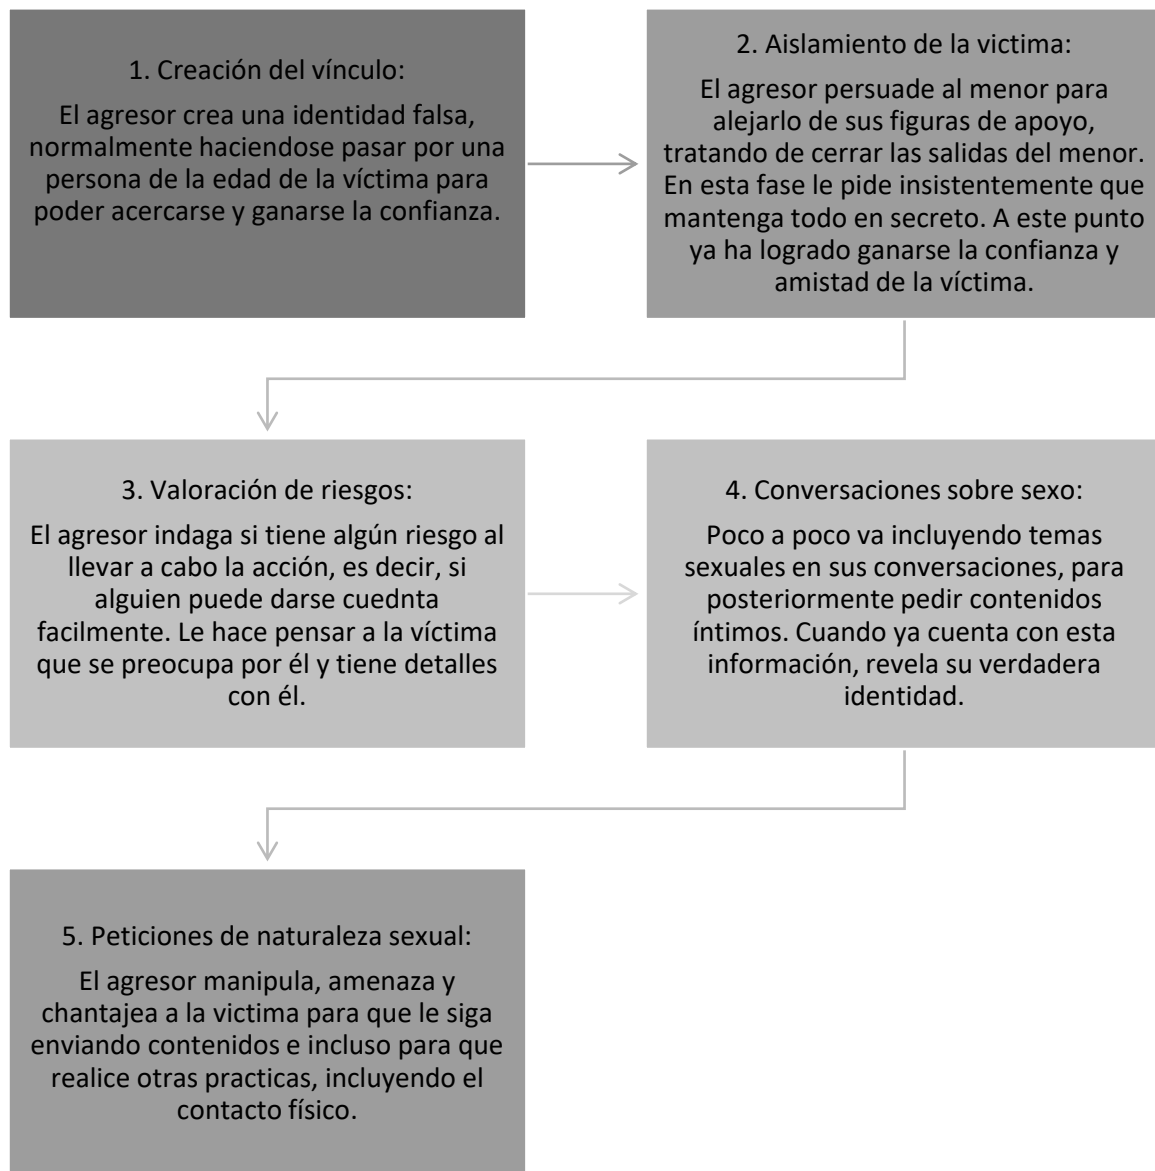 1. Creación del vínculo:
El agresor crea una identidad falsa,
normalmente haciendose pasar por una
persona de la edad de la víctima para
poder acercarse y ganarse la confianza.
2. Aislamiento de la victima:
El agresor persuade al menor para
alejarlo de sus figuras de apoyo,
tratando de cerrar las salidas del menor.
En esta fase le pide insistentemente que
mantenga todo en secreto. A este punto
ya ha logrado ganarse la confianza y
amistad de la víctima.
3. Valoración de riesgos:
El agresor indaga si tiene algún riesgo al
llevar a cabo la acción, es decir, si
alguien puede darse cuednta
facilmente. Le hace pensar a la víctima
que se preocupa por él y tiene detalles
con él.
4. Conversaciones sobre sexo:
Poco a poco va incluyendo temas
sexuales en sus conversaciones, para
posteriormente pedir contenidos
íntimos. Cuando ya cuenta con esta
información, revela su verdadera
identidad.
5. Peticiones de naturaleza sexual:
El agresor manipula, amenaza y
chantajea a la victima para que le siga
enviando contenidos e incluso para que
realice otras practicas, incluyendo el
contacto físico.